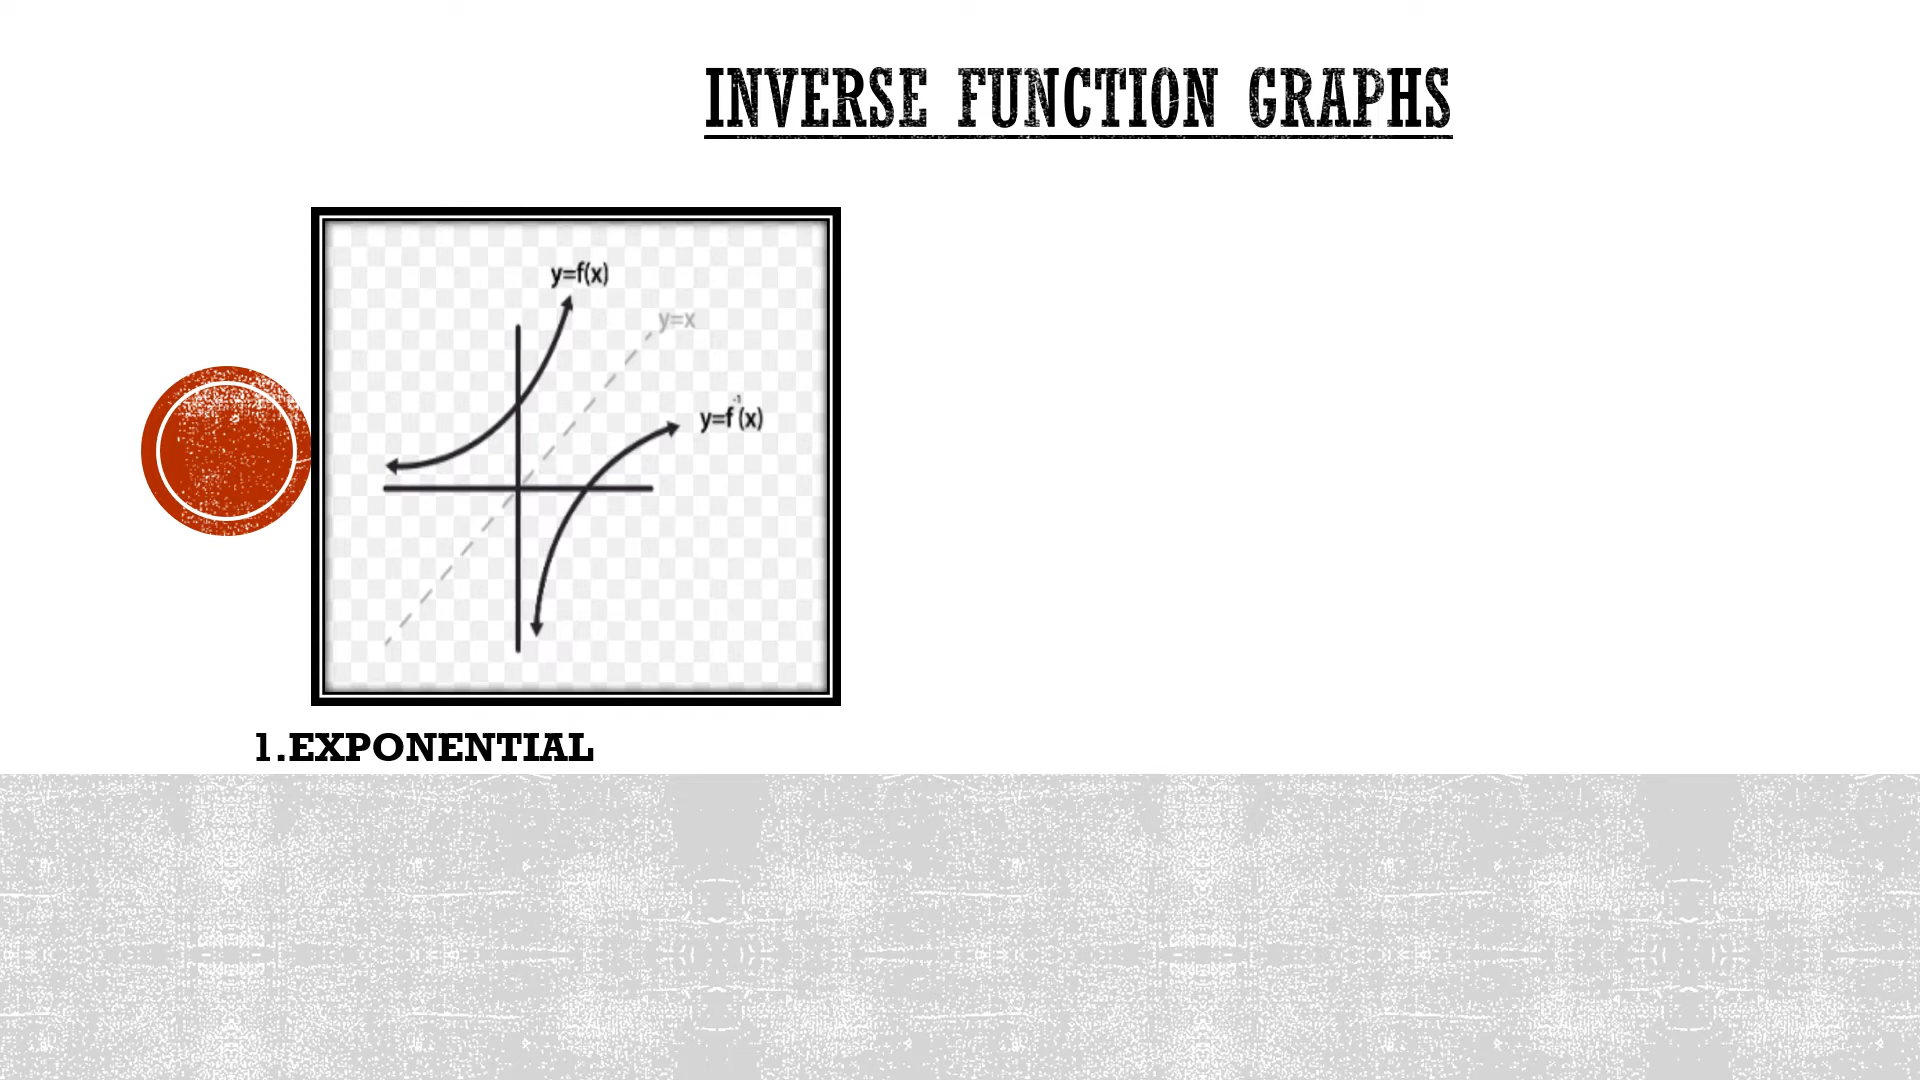 INVERSE FUNCTION GRAPHS
y=f(x)
y=x
y=f⁻¹(x)
1.EXPONENTIAL